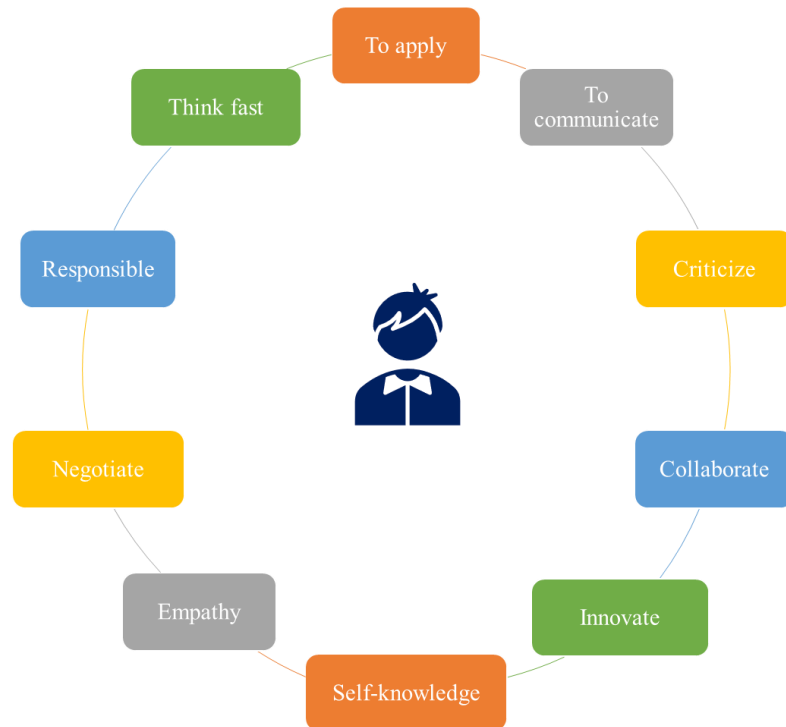 To apply
To
communicate
Criticize
Collaborate
Innovate
Self-knowledge
Empathy
Negotiate
Responsible
Think fast